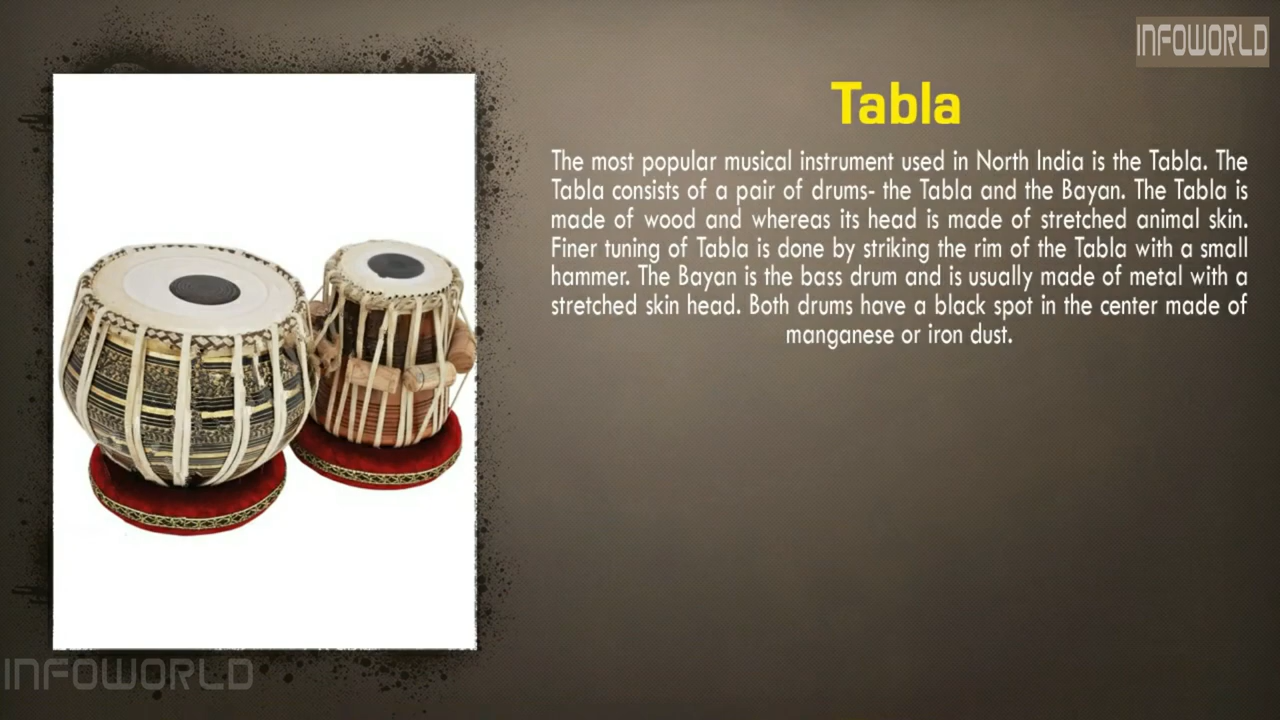 INFOWORLD
Tabla
The most popular musical instrument used in North India is the Tabla. The
Tabla consists of a pair of drums- the Tabla and the Bayan. The Tabla is
made of wood and whereas its head is made of stretched animal skin.
Finer tuning of Tabla is done by striking the rim of the Tabla with a small
hammer. The Bayan is the bass drum and is usually made of metal with a
stretched skin head. Both drums have a black spot in the center made of
manganese or iron dust.
INFOWORLD